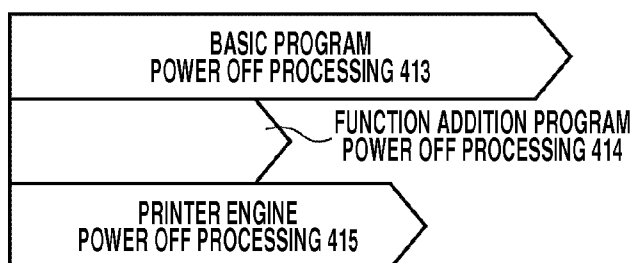 BASIC PROGRAM
POWER OFF PROCESSING 413
FUNCTION ADDITION PROGRAM
POWER OFF PROCESSING 414
PRINTER ENGINE
POWER OFF PROCESSING 415